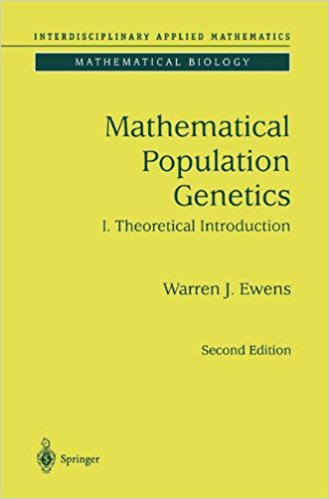 INTERDISCIPLINARY APPLIED MATHEMATICS
MATHEMATICAL BIOLOGY
Mathematical
Population
Genetics
I. Theoretical Introduction
Warren J. Ewens
Second Edition
Springer